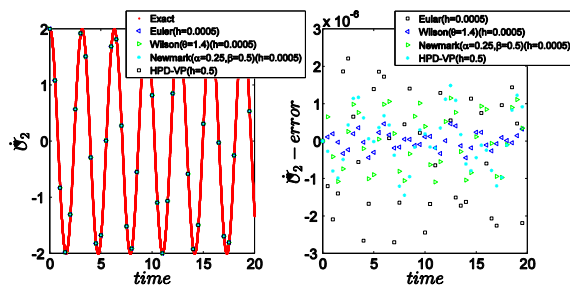 Exact
Euler(h=0.0005)
Wilson(θ=1.4)(h=0.0005)
Newmark(α=0.25,β=0.5)(h=0.0005)
HPD-VP(h=0.5)
2
1
0
-1
-2
0 5 10 15 20
time
x 10^-6
Euler(h=0.0005)
Wilson(θ=1.4)(h=0.0005)
Newmark(α=0.25,β=0.5)(h=0.0005)
HPD-VP(h=0.5)
3
2
1
0
-1
-2
-3
- error
0 5 10 15 20
time